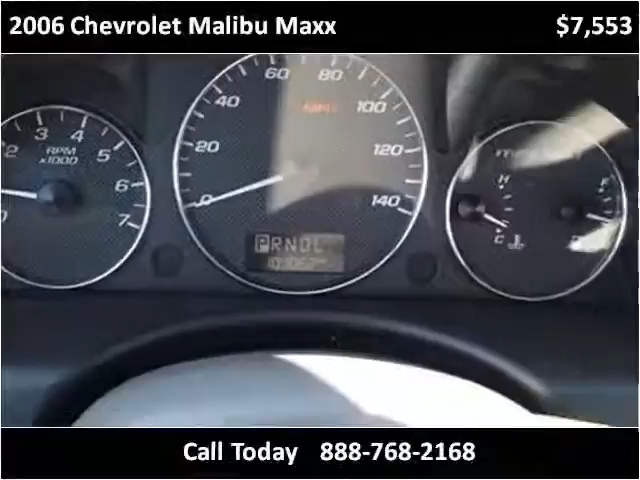 2006 Chevrolet Malibu Maxx $7,553
60 80
40 100
20 120
0 140
3 4
2 5
RPM
x1000
6
7
0
H
C
PRNDL
Call Today 888-768-2168